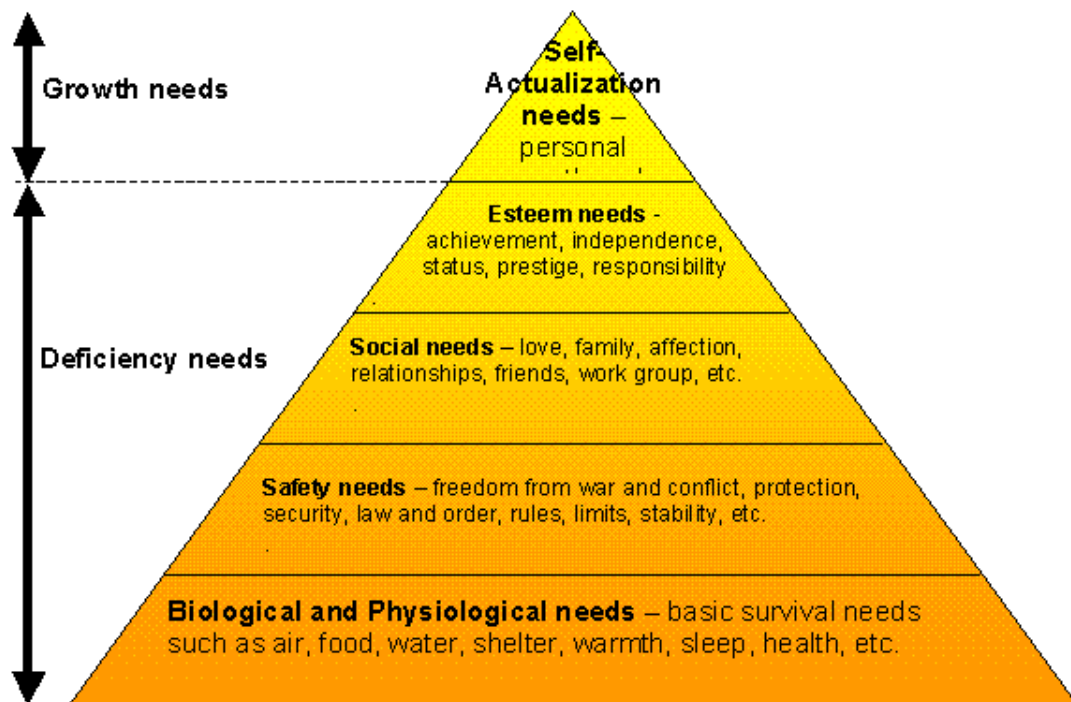 Self-
Actualization
needs –
personal
Growth needs
Esteem needs -
achievement, independence,
status, prestige, responsibility
Social needs – love, family, affection,
relationships, friends, work group, etc.
Deficiency needs
Safety needs – freedom from war and conflict, protection,
security, law and order, rules, limits, stability, etc.
Biological and Physiological needs – basic survival needs
such as air, food, water, shelter, warmth, sleep, health, etc.